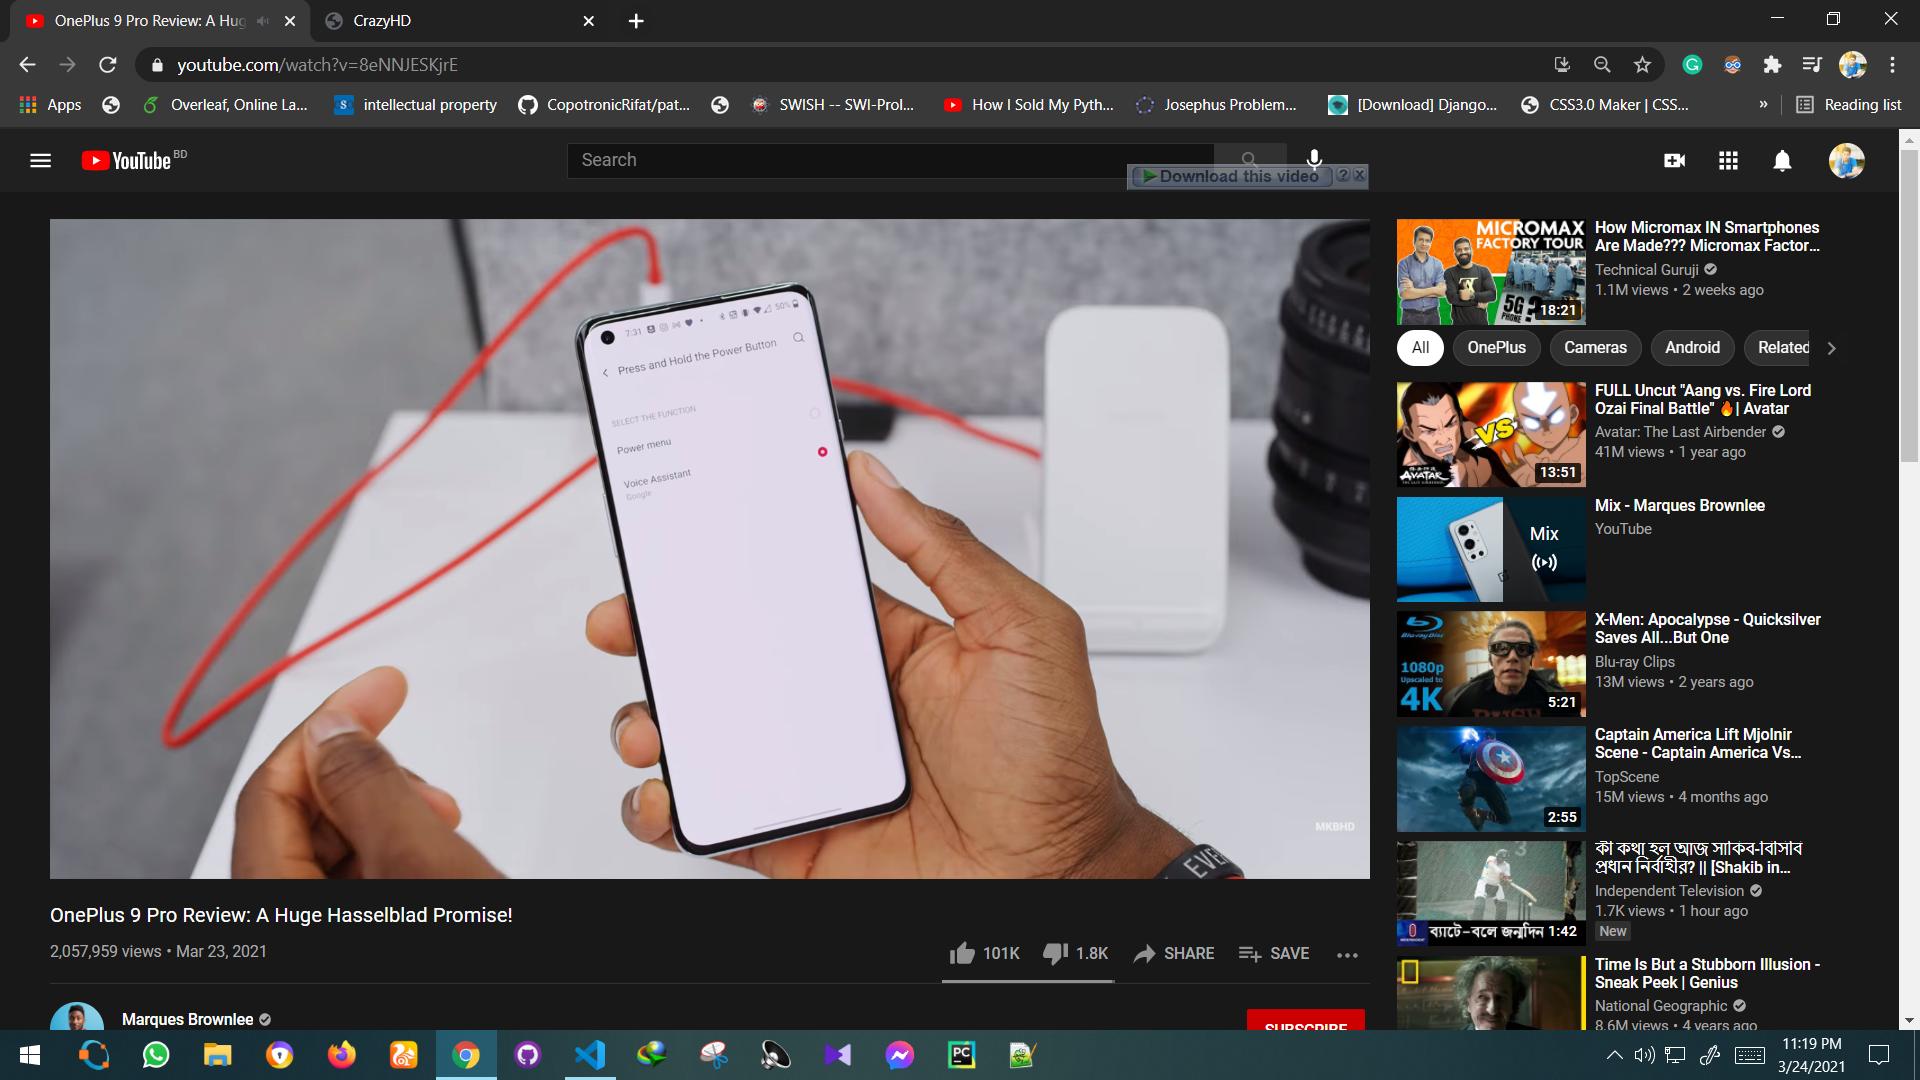 OnePlus 9 Pro Review: A Hug
CrazyHD
youtube.com/watch?v=8eNNJESKjrE
Apps
Overleaf, Online La...
intellectual property
CopotronicRifat/pat...
SWISH -- SWI-Prol...
How I Sold My Pyth...
Josephus Problem...
[Download] Django...
CSS3.0 Maker | CSS...
»
Reading list
YouTube BD
Search
Download this video
7:31
50%
Press and Hold the Power Button
SELECT THE FUNCTION
Power menu
Voice Assistant
Google
MKBHD
OnePlus 9 Pro Review: A Huge Hasselblad Promise!
2,057,959 views • Mar 23, 2021
101K
1.8K
SHARE
SAVE
Marques Brownlee
SUBSCRIBE
MICROMAX
FACTORY TOUR
5G ?
PHONE
18:21
How Micromax IN Smartphones
Are Made??? Micromax Factor...
Technical Guruji
1.1M views • 2 weeks ago
All
OnePlus
Cameras
Android
Related
VS
AVATAR
13:51
FULL Uncut "Aang vs. Fire Lord
Ozai Final Battle" 🔥| Avatar
Avatar: The Last Airbender
41M views • 1 year ago
Mix
Mix - Marques Brownlee
YouTube
Blu-ray Disc
1080p
Upscaled to
4K
RUSH
5:21
X-Men: Apocalypse - Quicksilver
Saves All...But One
Blu-ray Clips
13M views • 2 years ago
2:55
Captain America Lift Mjolnir
Scene - Captain America Vs...
TopScene
15M views • 4 months ago
ব্যাটে-বলে জন্মদিন
1:42
কী কথা হল আজ সাকিব-বিসিবি
প্রধান নির্বাহীর? || [Shakib in...
Independent Television
1.7K views • 1 hour ago
New
Time Is But a Stubborn Illusion -
Sneak Peek | Genius
National Geographic
8.6M views • 4 years ago
PC
11:19 PM
3/24/2021